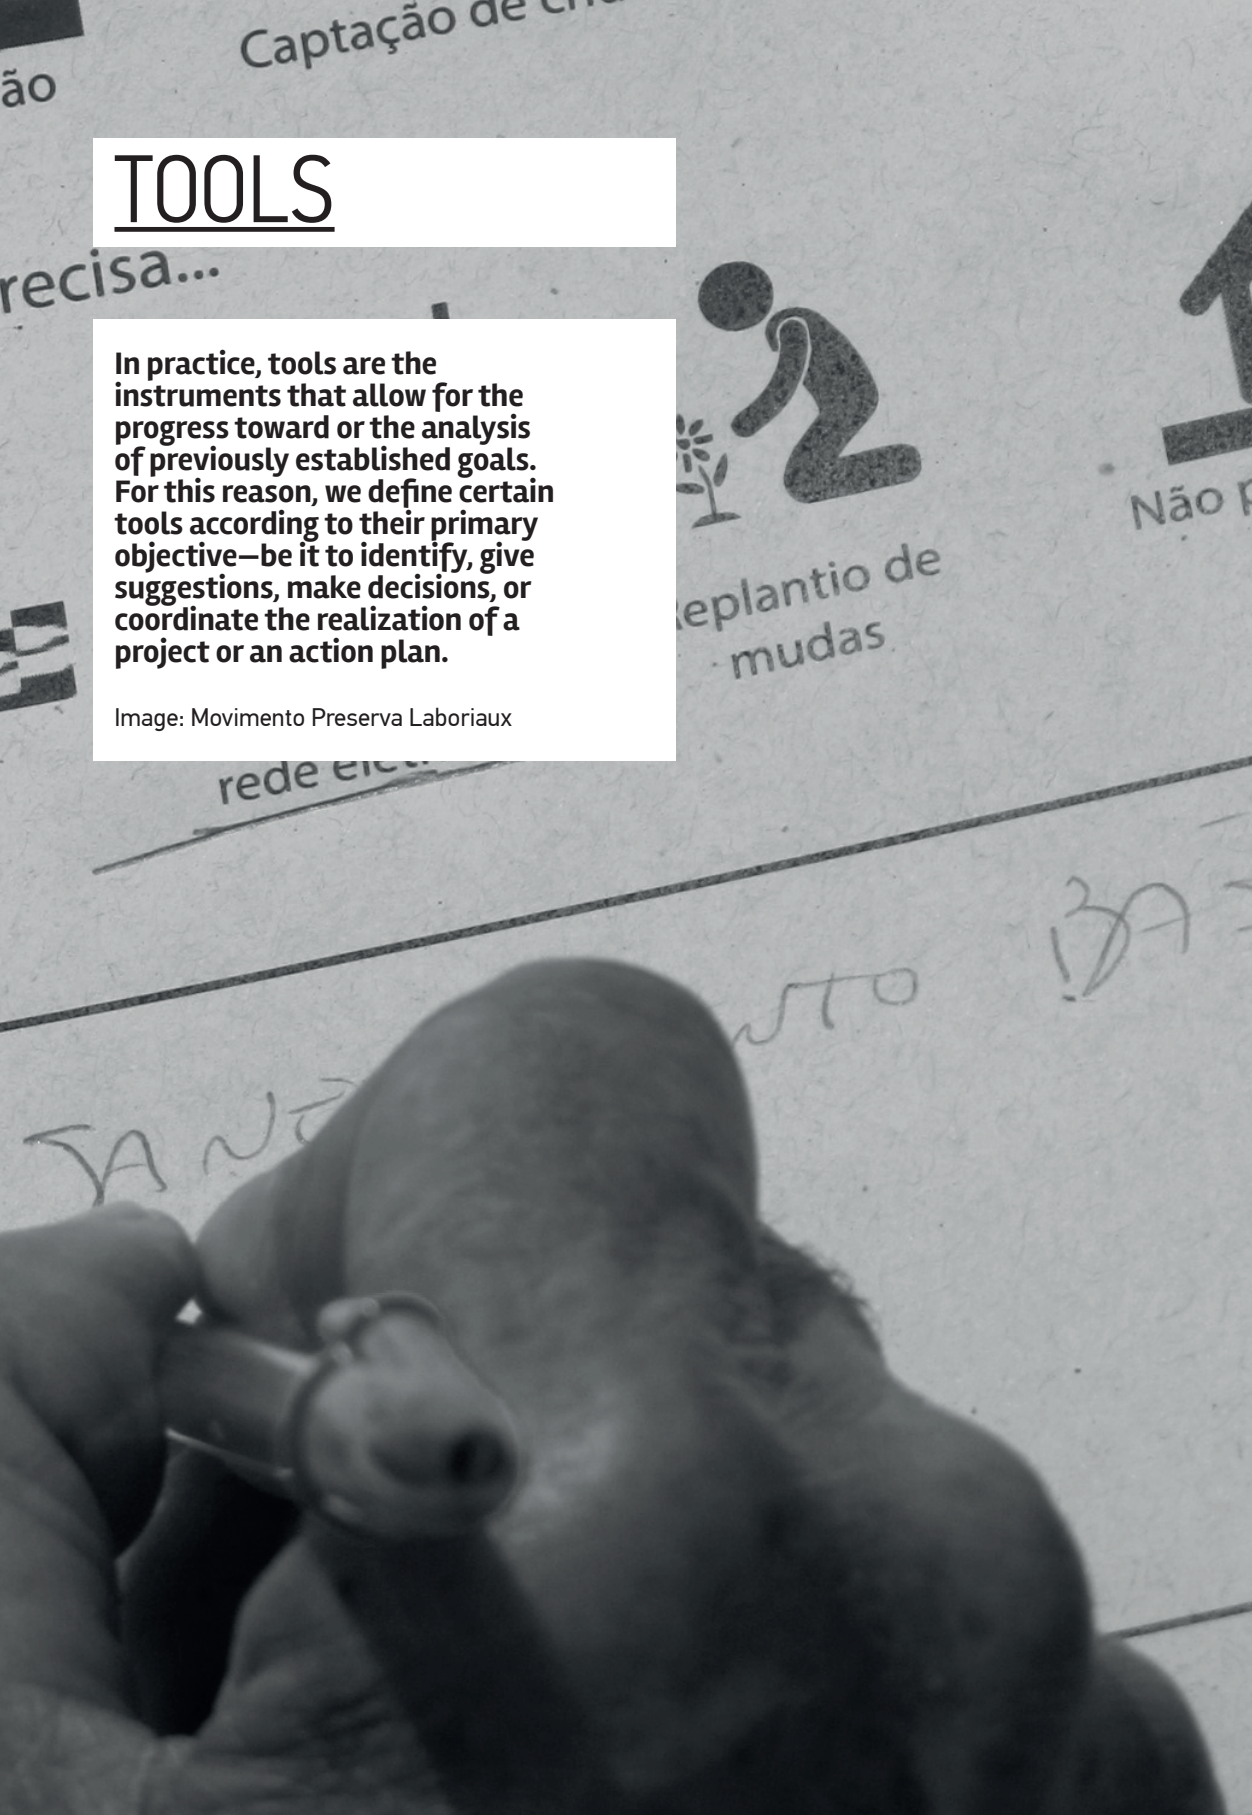 Captação de
ão
TOOLS
recisa...
In practice, tools are the
instruments that allow for the
progress toward or the analysis
of previously established goals.
For this reason, we define certain
tools according to their primary
objective—be it to identify, give
suggestions, make decisions, or
coordinate the realization of a
project or an action plan.
Image: Movimento Preserva Laboriaux
Não
Replantio de
mudas
rede